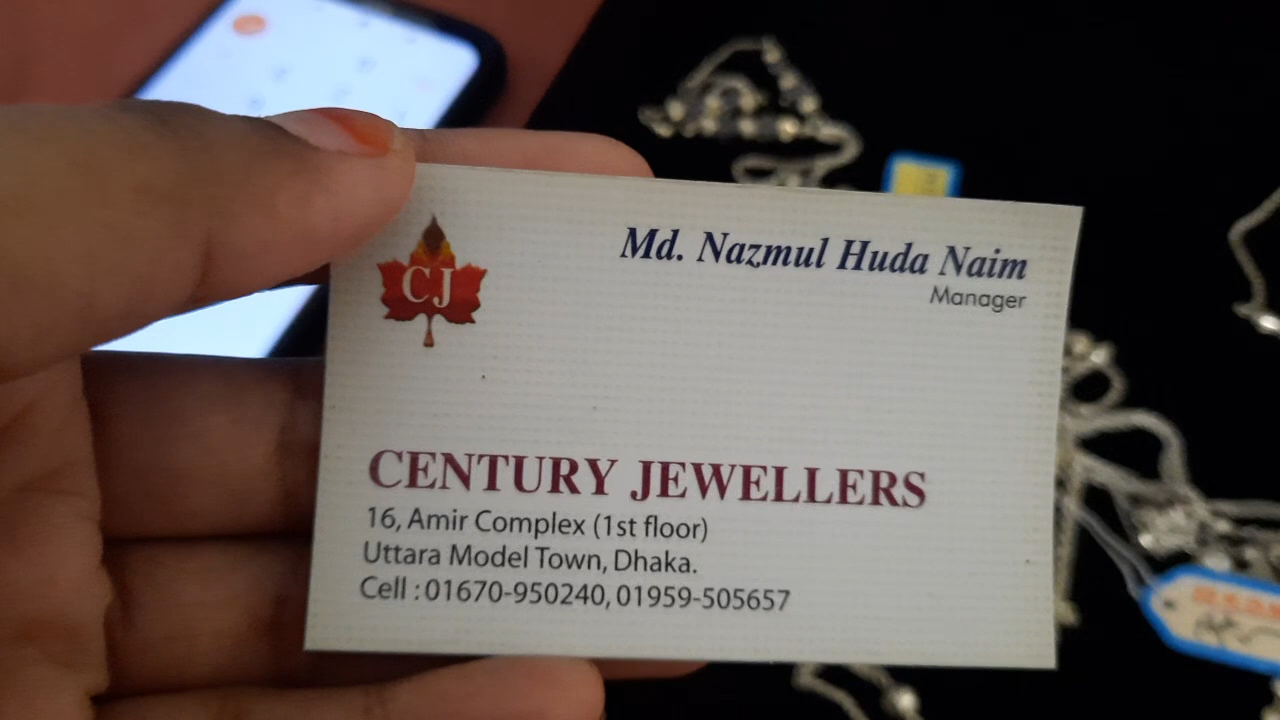 CJ
Md. Nazmul Huda Naim
Manager
CENTURY JEWELLERS
16, Amir Complex (1st floor)
Uttara Model Town, Dhaka.
Cell : 01670-950240, 01959-505657